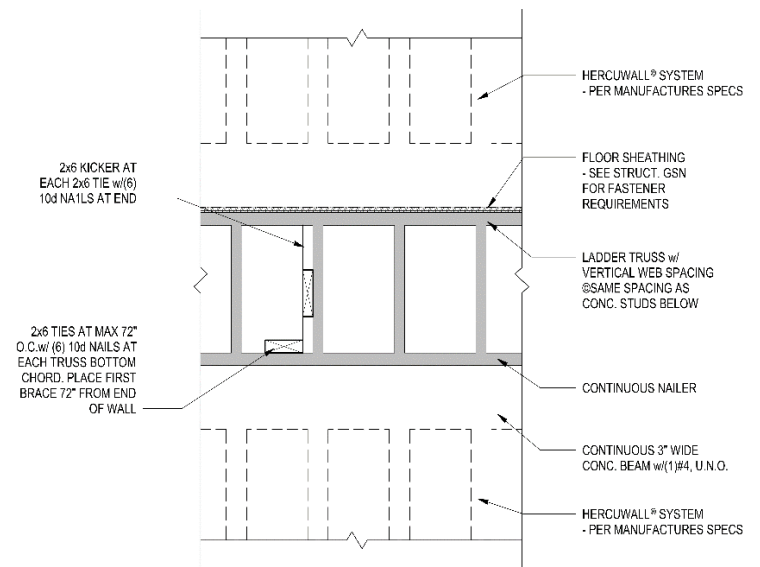 HERCUWALL® SYSTEM
- PER MANUFACTURES SPECS
2x6 KICKER AT
EACH 2x6 TIE w/(6)
10d NA1LS AT END
FLOOR SHEATHING
- SEE STRUCT. GSN
FOR FASTENER
REQUIREMENTS
LADDER TRUSS w/
VERTICAL WEB SPACING
©SAME SPACING AS
CONC. STUDS BELOW
2x6 TIES AT MAX 72"
O.C.w/ (6) 10d NAILS AT
EACH TRUSS BOTTOM
CHORD. PLACE FIRST
BRACE 72" FROM END
OF WALL
CONTINUOUS NAILER
CONTINUOUS 3" WIDE
CONC. BEAM w/(1)#4, U.N.O.
HERCUWALL® SYSTEM
- PER MANUFACTURES SPECS